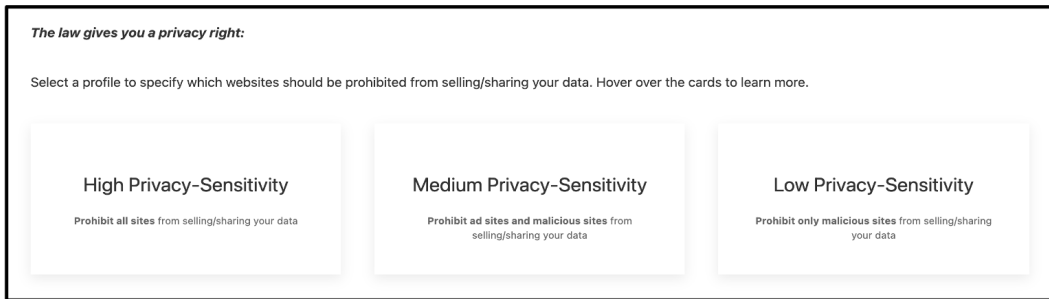 The law gives you a privacy right:
Select a profile to specify which websites should be prohibited from selling/sharing your data. Hover over the cards to learn more.
High Privacy-Sensitivity
Prohibit all sites from selling/sharing your data
Medium Privacy-Sensitivity
Prohibit ad sites and malicious sites from
selling/sharing your data
Low Privacy-Sensitivity
Prohibit only malicious sites from selling/sharing
your data